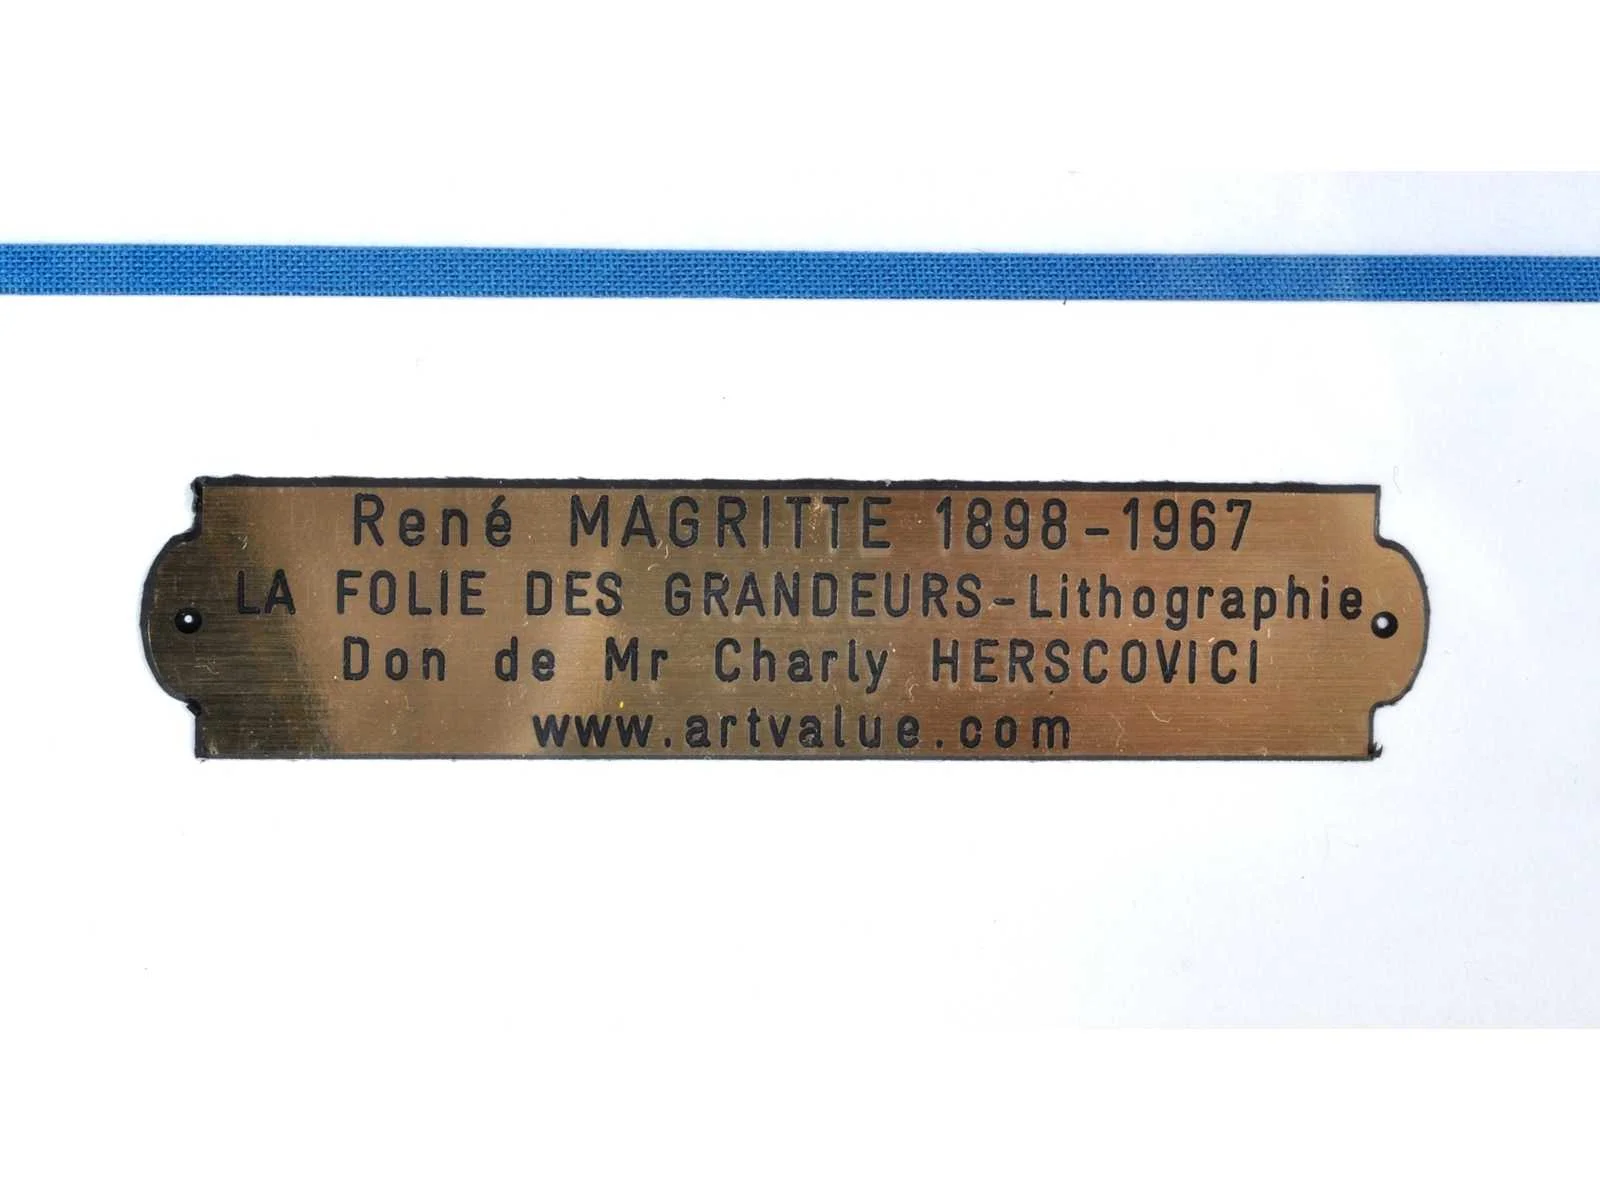 René MAGRITTE 1898-1967
LA FOLIE DES GRANDEURS-Lithographie
Don de Mr Charly HERSCOVICI
www.artvalue.com